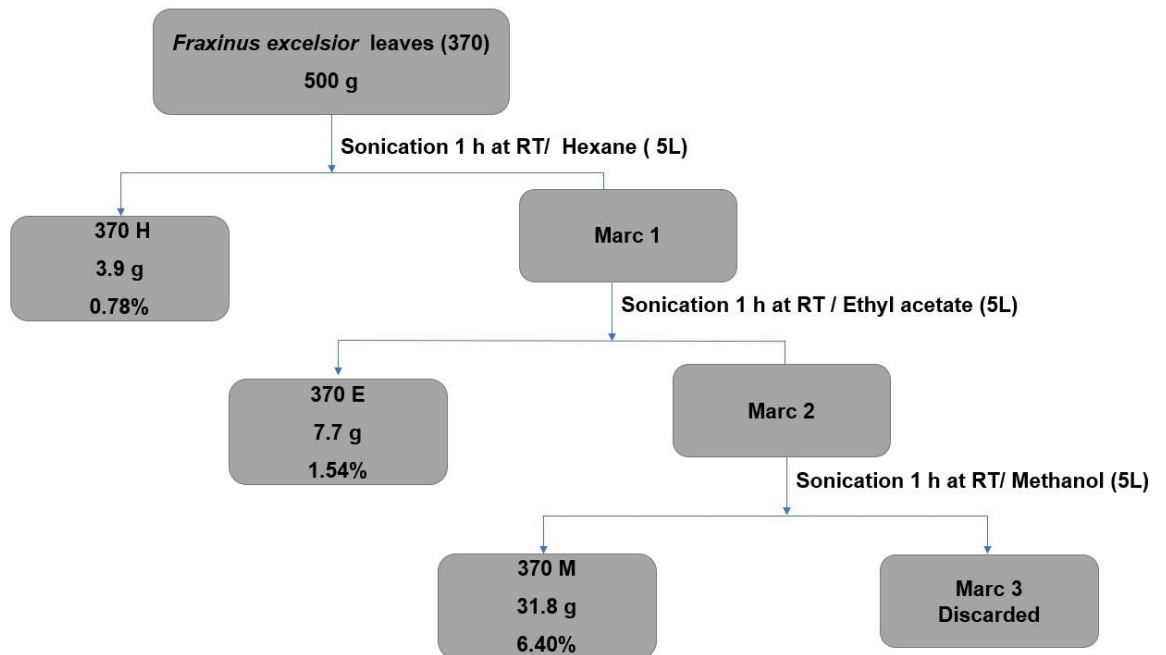 Fraxinus excelsior leaves (370)
500 g
Sonication 1 h at RT/ Hexane ( 5L)
370 H
3.9 g
0.78%
Marc 1
Sonication 1 h at RT / Ethyl acetate (5L)
370 E
7.7 g
1.54%
Marc 2
Sonication 1 h at RT/ Methanol (5L)
370 M
31.8 g
6.40%
Marc 3
Discarded